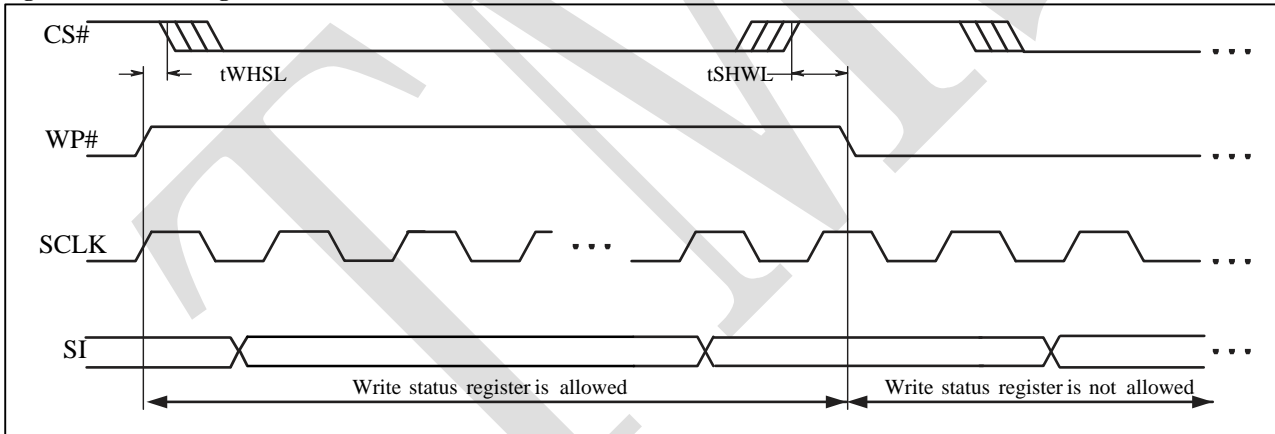 CS#
tWHSL
tSHWL
WP#
SCLK
SI
Write status register is allowed
Write status register is not allowed